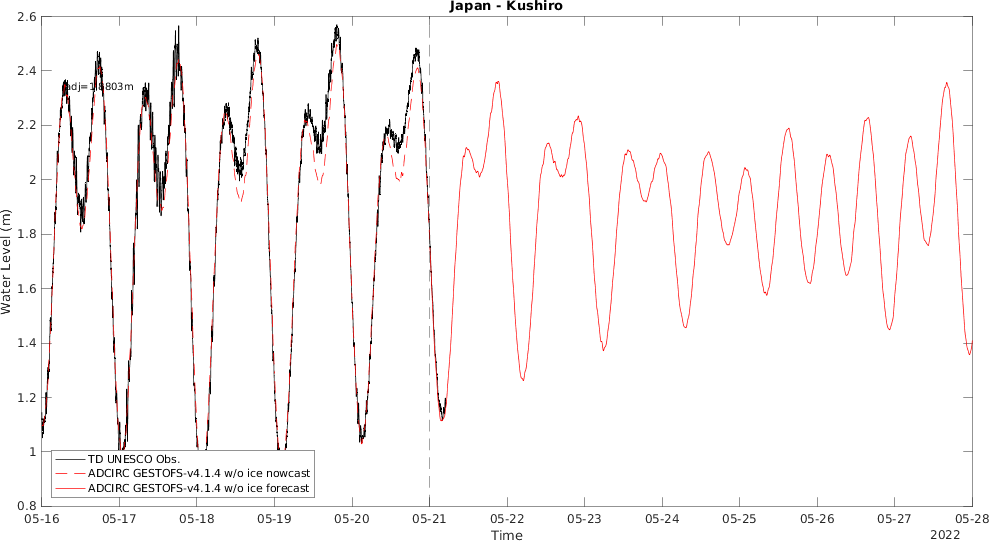 Japan - Kushiro
2.6
2.4
2.2
2
1.8
1.6
1.4
1.2
1
0.8
Water Level (m)
adj=1.8803m
TD UNESCO Obs.
ADCIRC GESTOFS-v4.1.4 w/o ice nowcast
ADCIRC GESTOFS-v4.1.4 w/o ice forecast
05-16 05-17 05-18 05-19 05-20 05-21 05-22 05-23 05-24 05-25 05-26 05-27 05-28
Time
2022